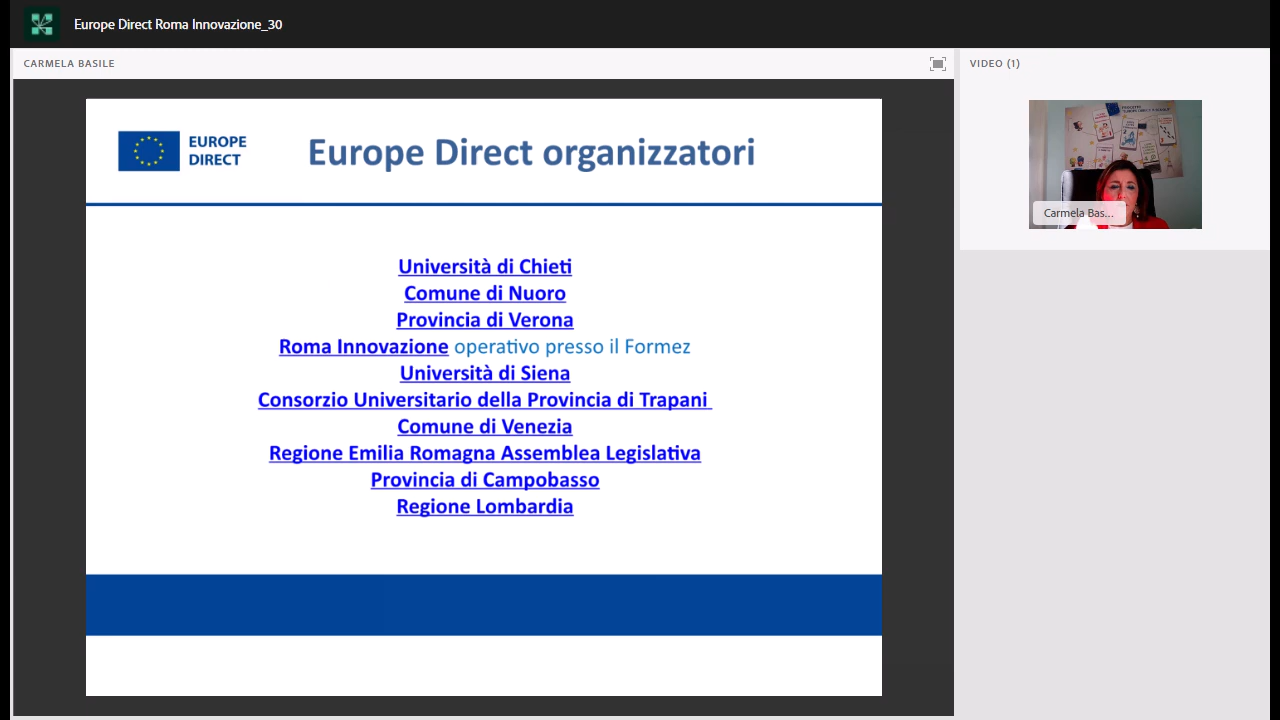 Europe Direct Roma Innovazione_30
CARMELA BASILE
VIDEO (1)
EUROPE
DIRECT
Europe Direct organizzatori
Università di Chieti
Comune di Nuoro
Provincia di Verona
Roma Innovazione operativo presso il Formez
Università di Siena
Consorzio Universitario della Provincia di Trapani
Comune di Venezia
Regione Emilia Romagna Assemblea Legislativa
Provincia di Campobasso
Regione Lombardia
Carmela Bas...